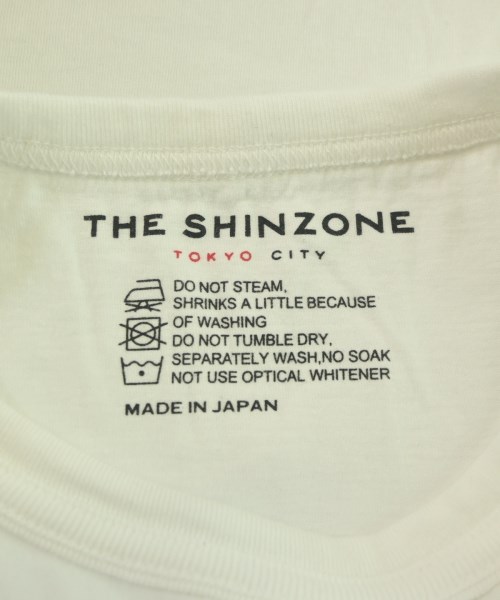 THE SHINZONE
TOKYO CITY
DO NOT STEAM,
SHRINKS A LITTLE BECAUSE
OF WASHING
DO NOT TUMBLE DRY,
SEPARATELY WASH,NO SOAK
NOT USE OPTICAL WHITENER
MADE IN JAPAN